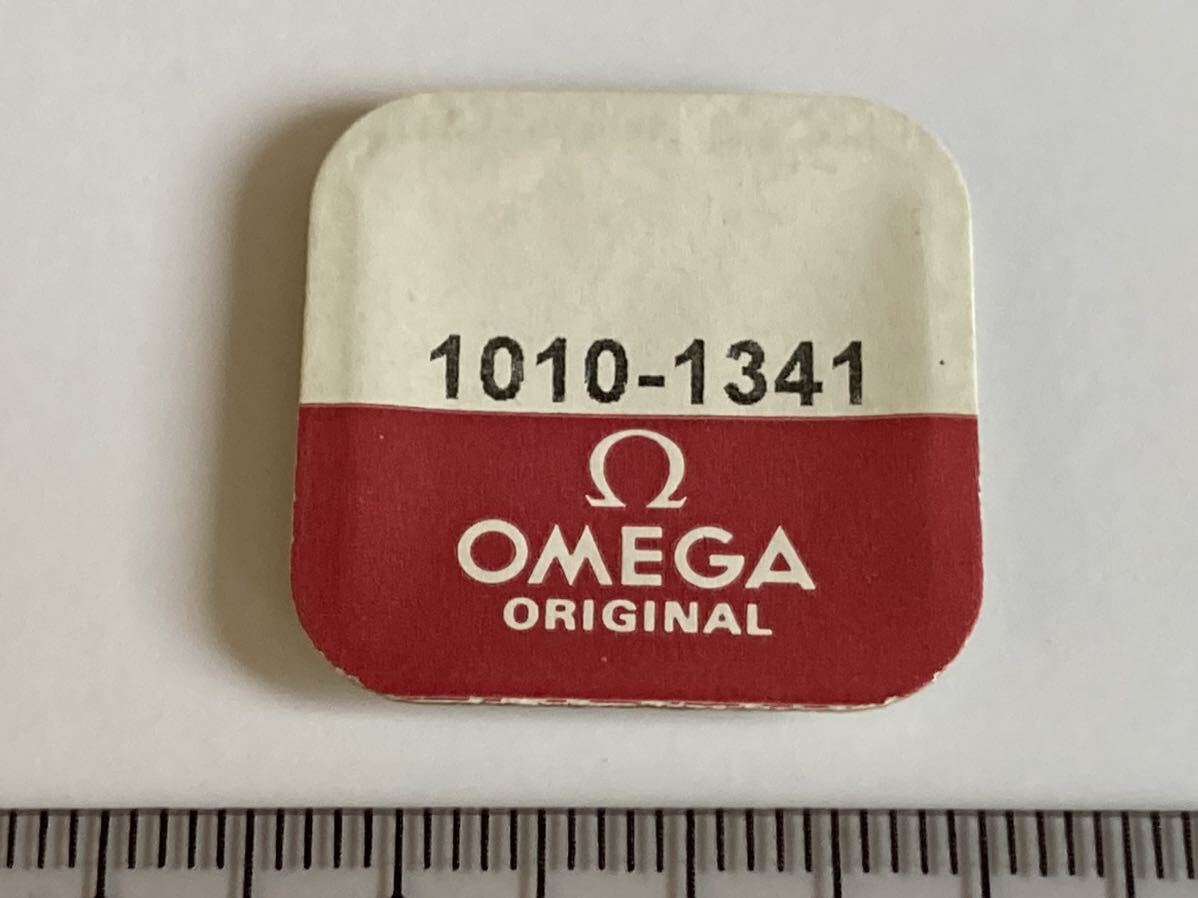 1010-1341
Ω
OMEGA
ORIGINAL